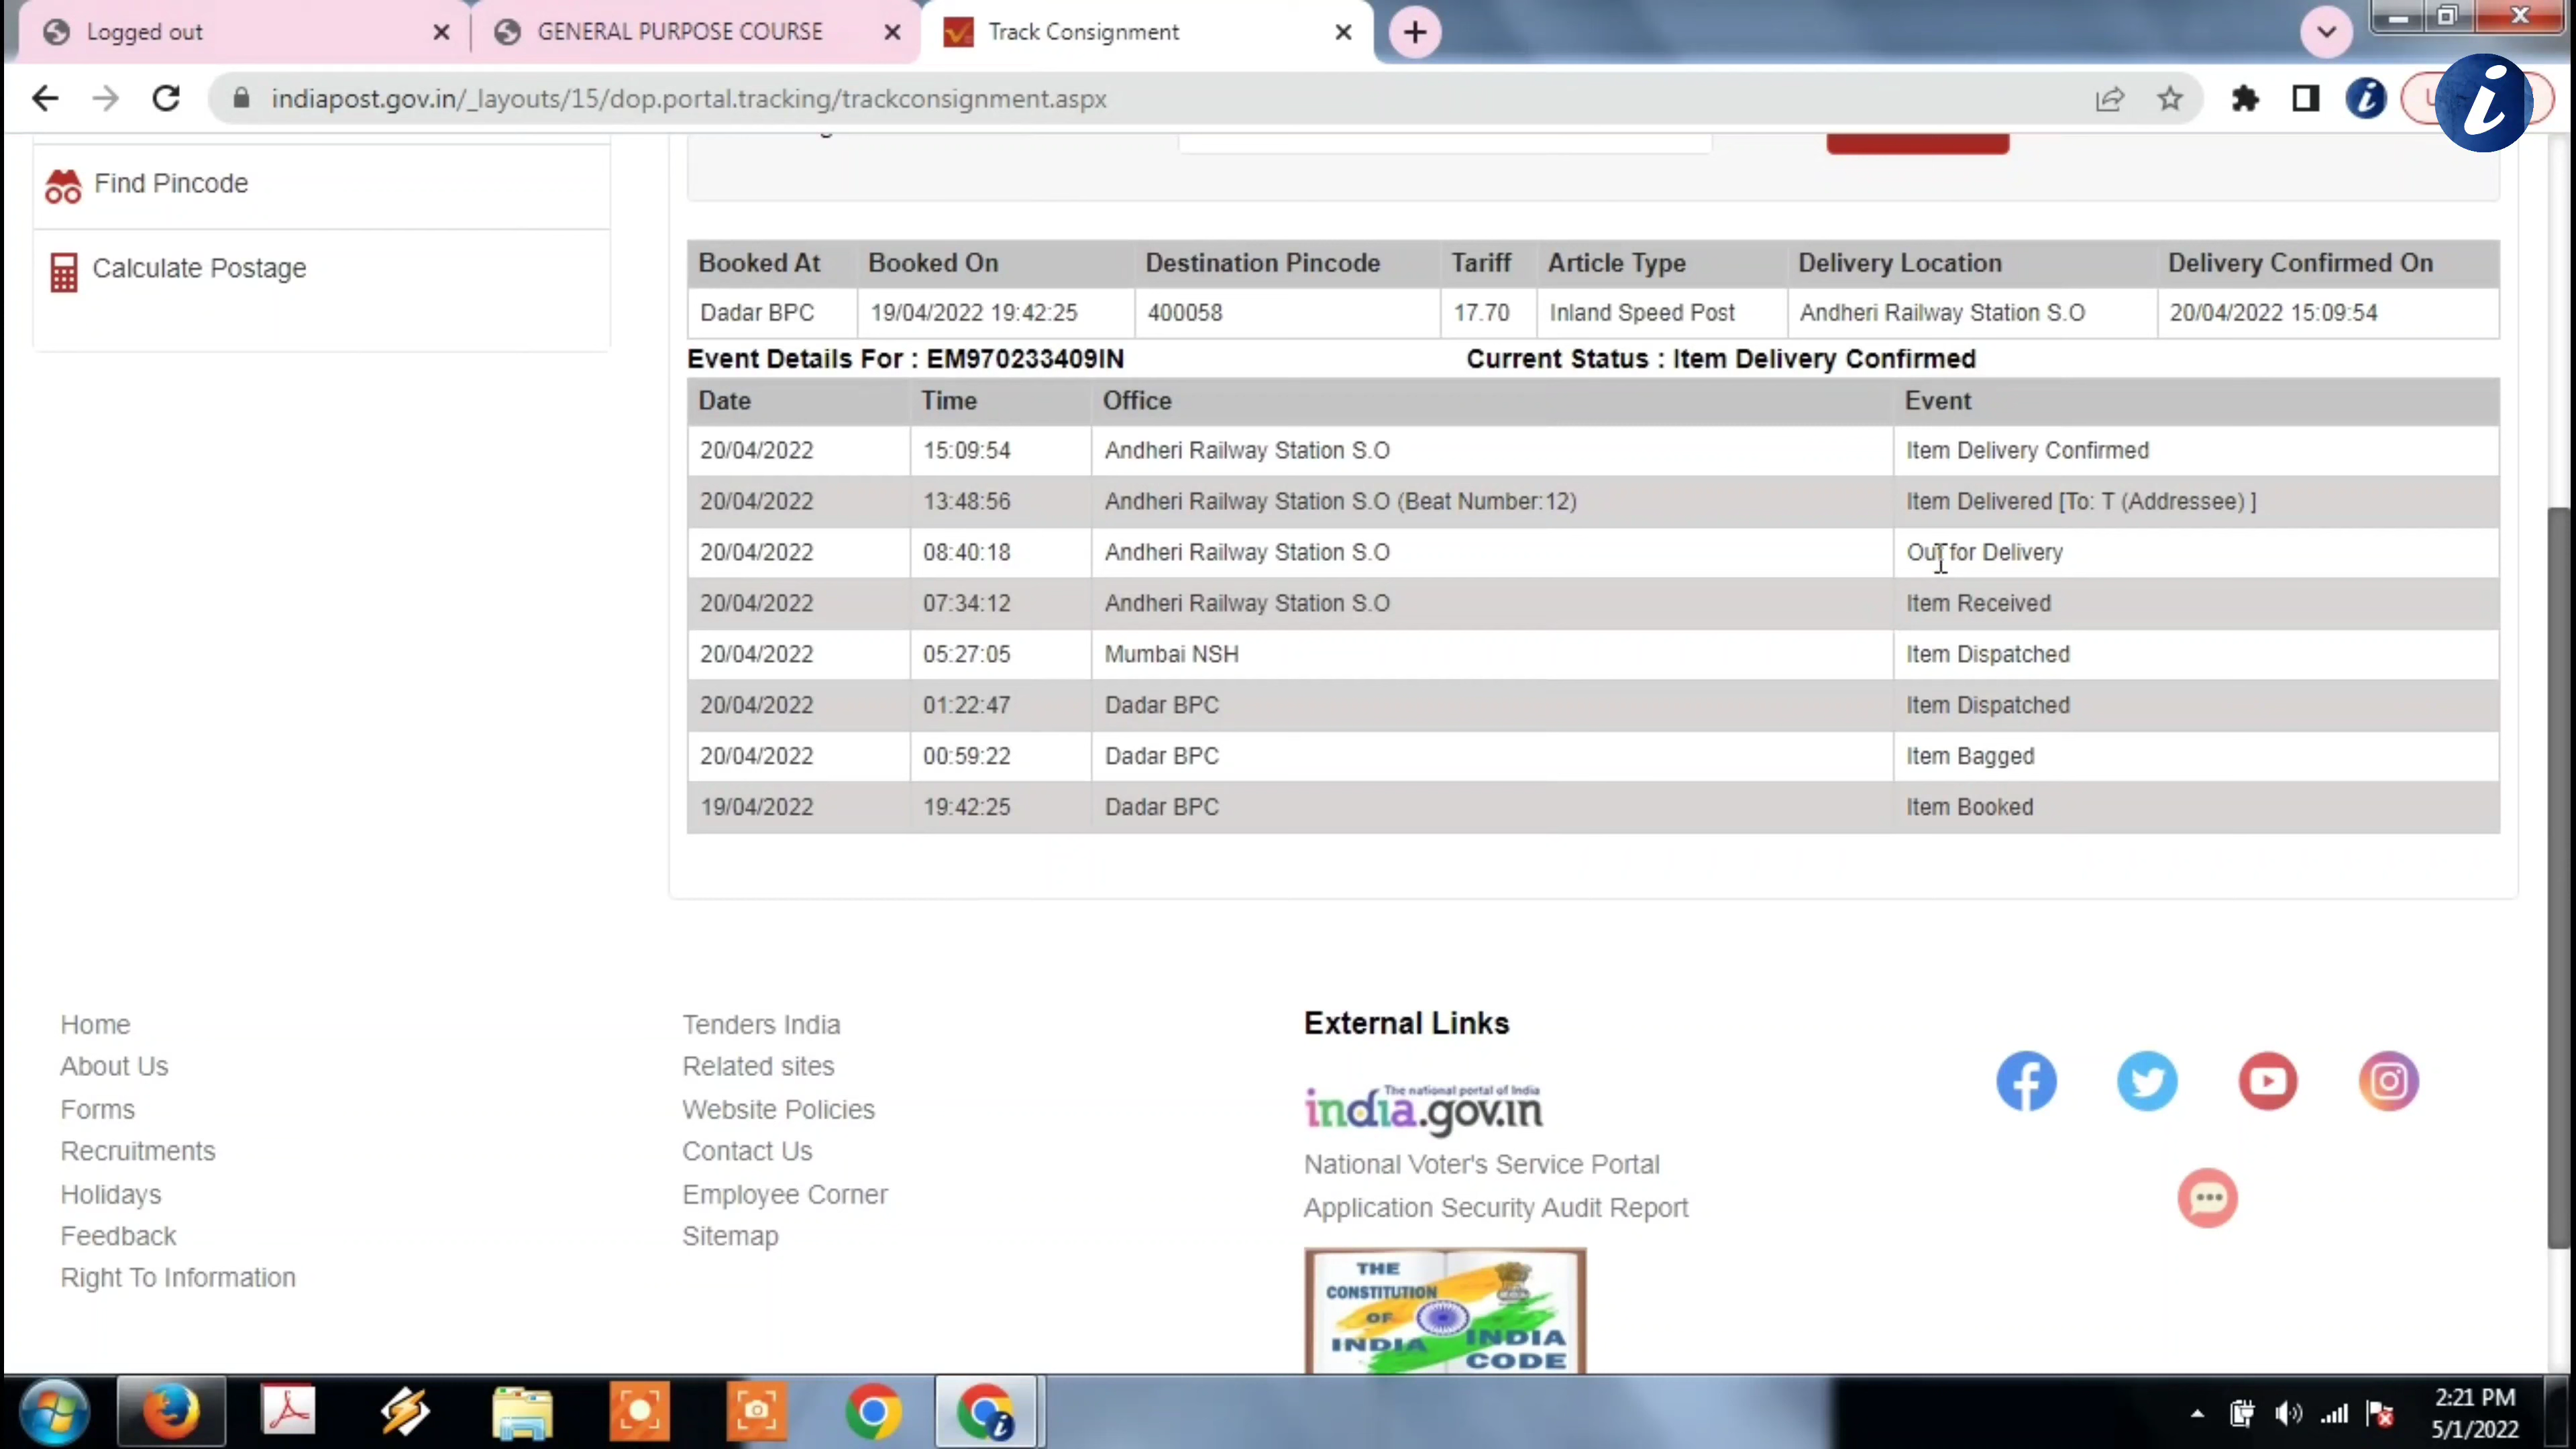 Logged out
GENERAL PURPOSE COURSE
Track Consignment
indiapost.gov.in/_layouts/15/dop.portal.tracking/trackconsignment.aspx
i
Find Pincode
Calculate Postage
Booked At Booked On Destination Pincode Tariff Article Type Delivery Location Delivery Confirmed On
Dadar BPC 19/04/2022 19:42:25 400058 17.70 Inland Speed Post Andheri Railway Station S.O 20/04/2022 15:09:54
Event Details For : EM970233409IN Current Status : Item Delivery Confirmed
Date Time Office Event
20/04/2022 15:09:54 Andheri Railway Station S.O Item Delivery Confirmed
20/04/2022 13:48:56 Andheri Railway Station S.O (Beat Number:12) Item Delivered [To: T (Addressee) ]
20/04/2022 08:40:18 Andheri Railway Station S.O Out for Delivery
20/04/2022 07:34:12 Andheri Railway Station S.O Item Received
20/04/2022 05:27:05 Mumbai NSH Item Dispatched
20/04/2022 01:22:47 Dadar BPC Item Dispatched
20/04/2022 00:59:22 Dadar BPC Item Bagged
19/04/2022 19:42:25 Dadar BPC Item Booked
Home
About Us
Forms
Recruitments
Holidays
Feedback
Right To Information
Tenders India
Related sites
Website Policies
Contact Us
Employee Corner
Sitemap
External Links
The national portal of India
india.gov.in
National Voter's Service Portal
Application Security Audit Report
THE
CONSTITUTION
OF
INDIA
INDIA
CODE
2:21 PM
5/1/2022